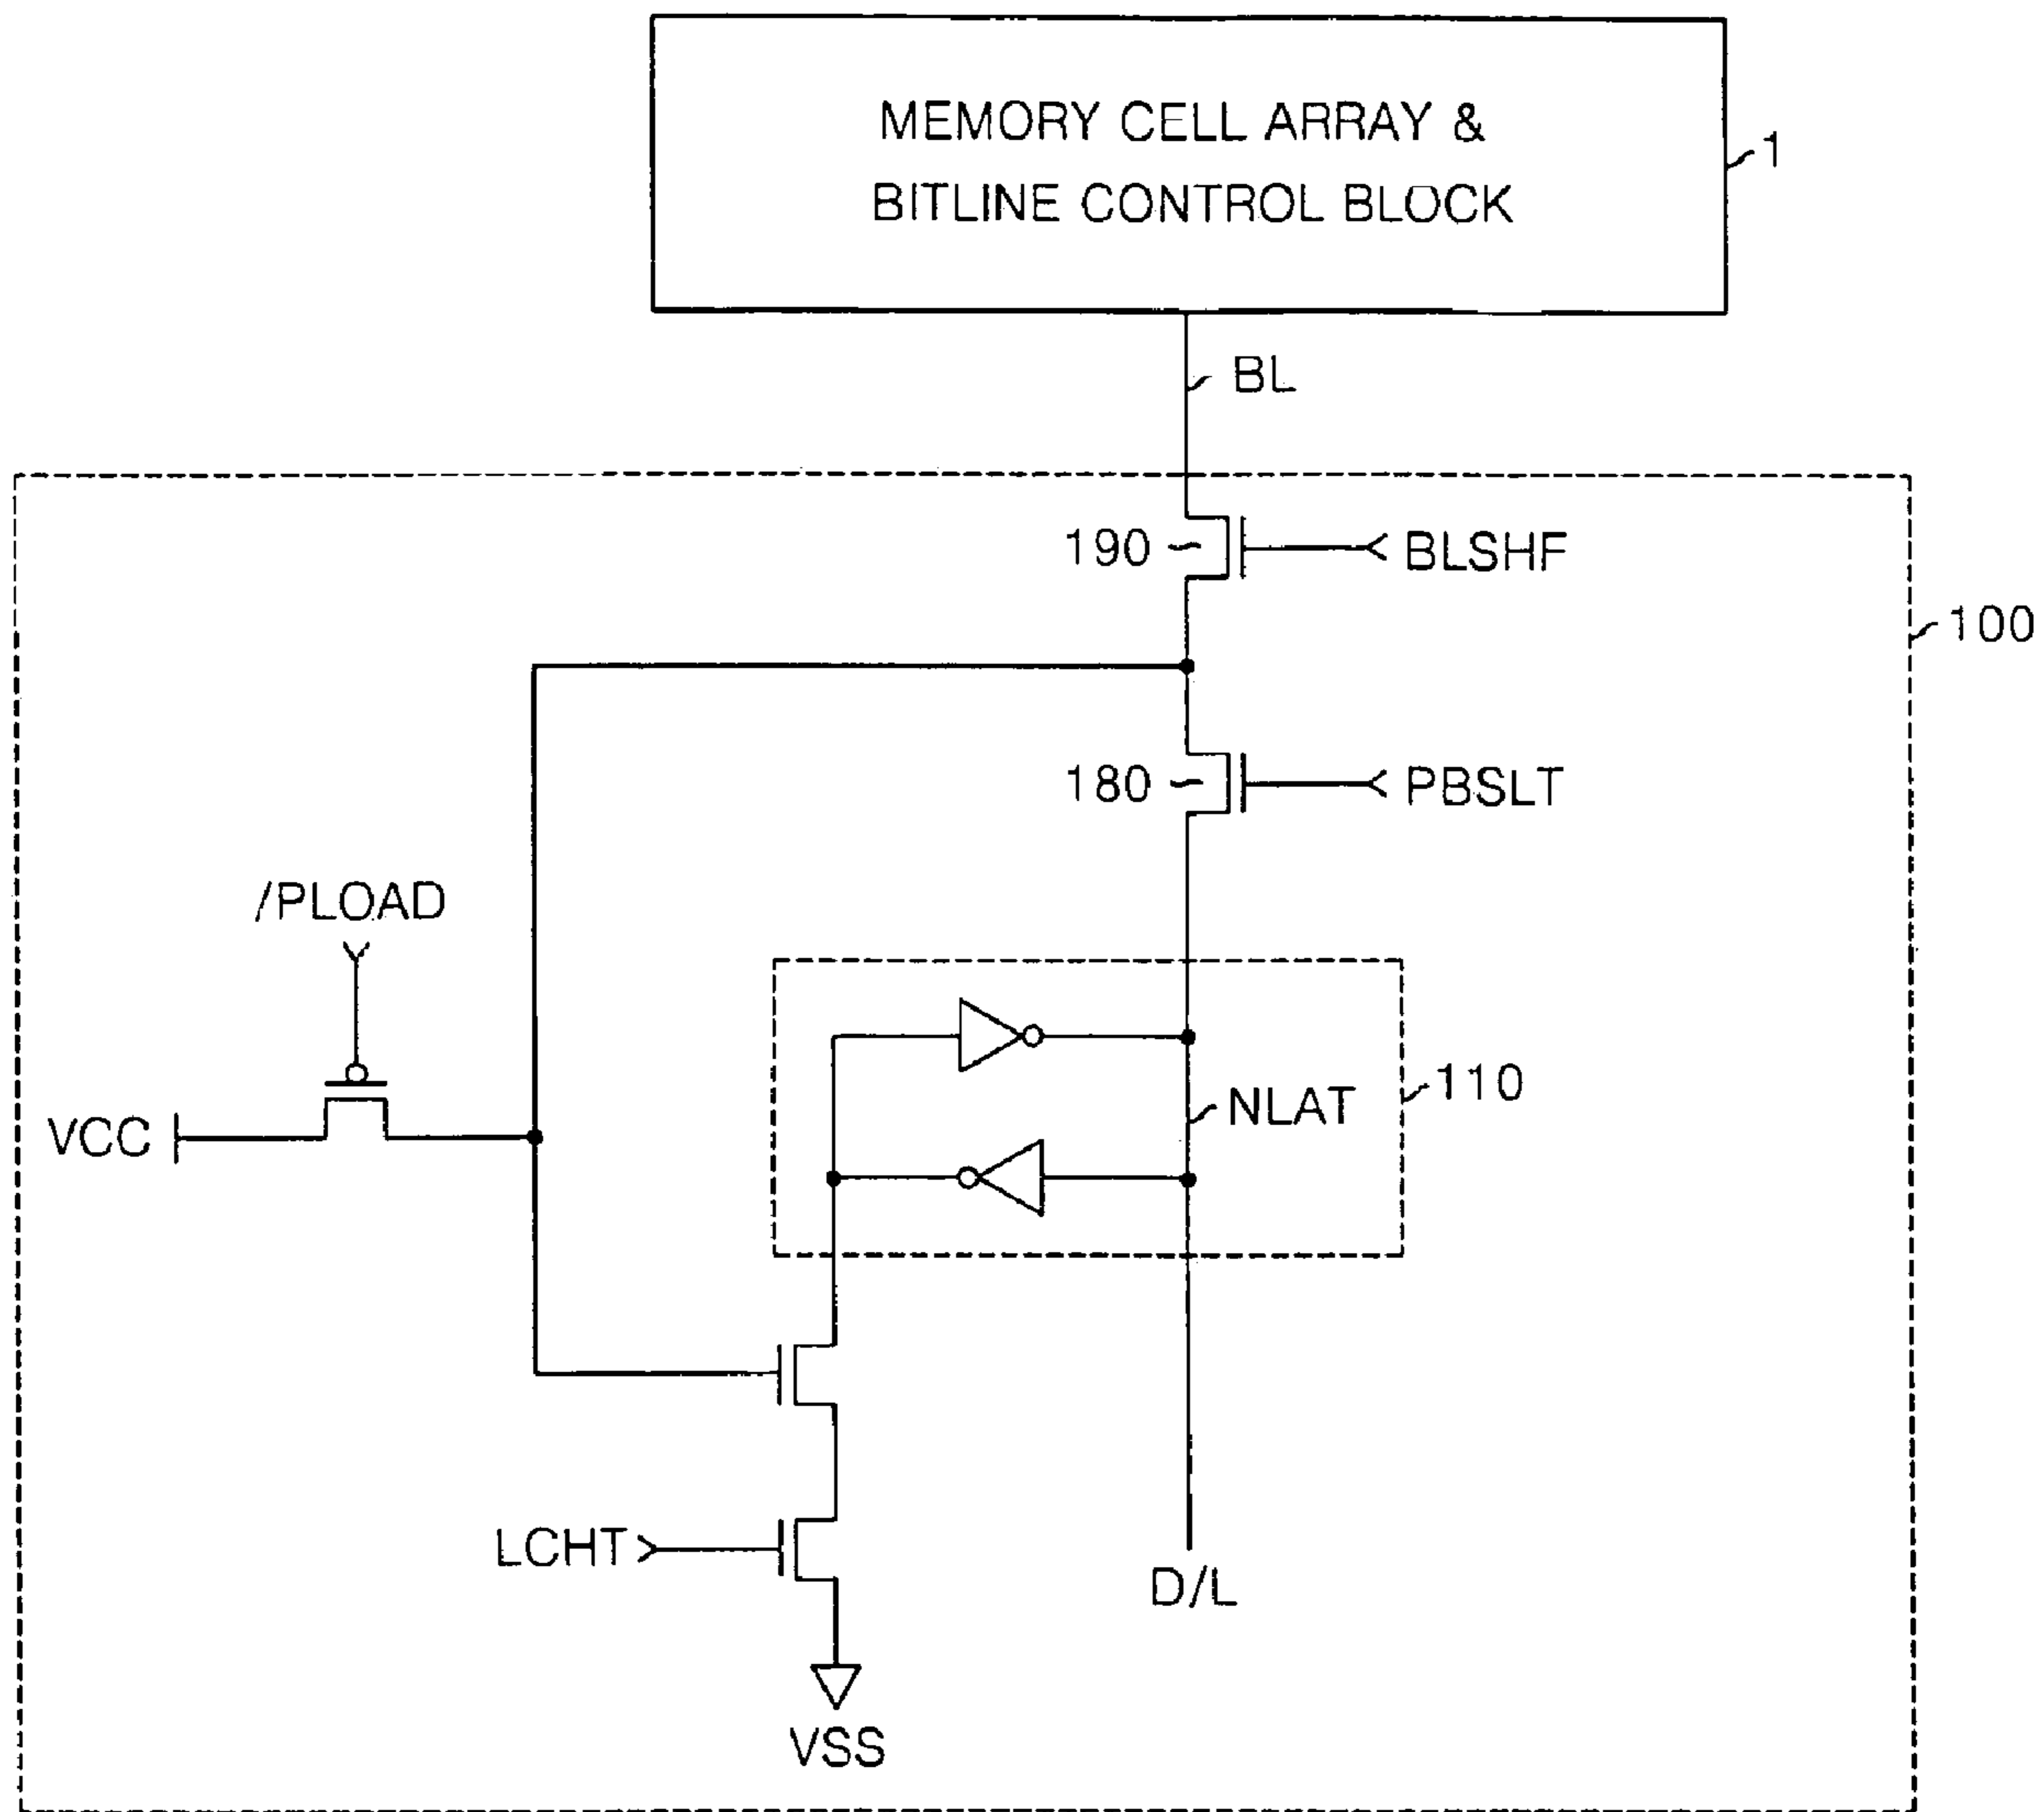 MEMORY CELL ARRAY &
BITLINE CONTROL BLOCK
1
BL
190
BLSHF
100
180
PBSLT
/PLOAD
110
NLAT
VCC
LCHT
D/L
VSS